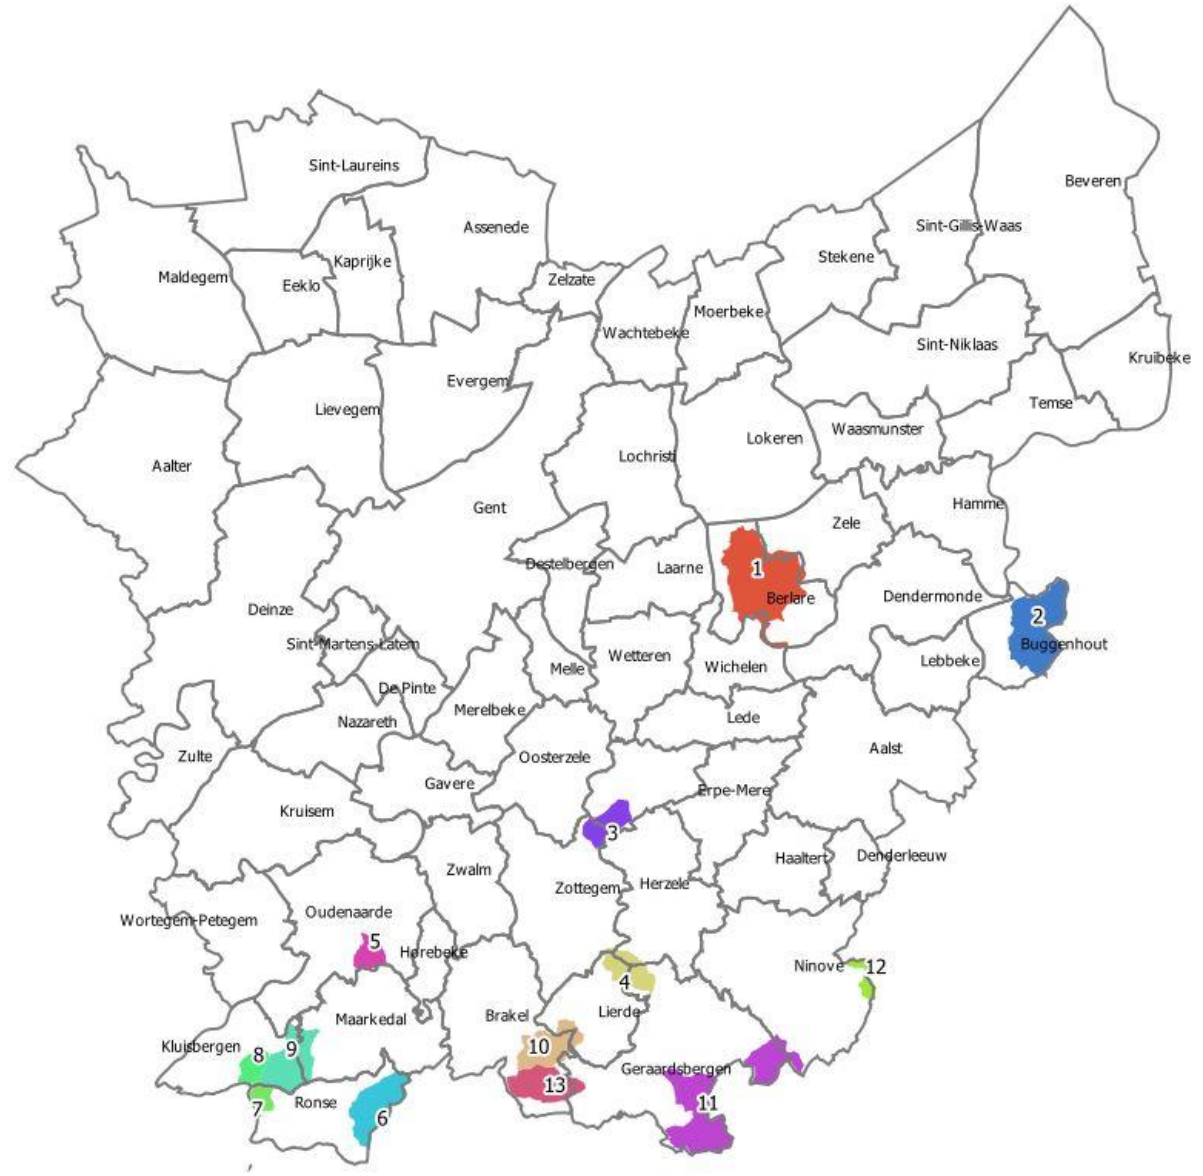 Sint-Laureins
Beveren
Assenede
Sint-Gillis-Waas
Stekene
Kaprijke
Maldegem
Eeklo
Zelzate
Moerbeke
Wachtebeke
Sint-Niklaas
Kruibeke
Evergem
Lievegem
Temse
Waasmunster
Lokeren
Lochristi
Aalter
Gent
Hamme
Zele
Destelbergen
Laarne
1
Berlare
Dendermonde
Deinze
2
Sint-Martens-Latem
Buggenhout
Wetteren
Melle
Wichelen
Lebbeke
De Pinte
Merelbeke
Nazareth
Lede
Zulte
Oosterzele
Aalst
Gavere
Erpe-Mere
Kruisem
3
Haaltert
Denderleeuw
Zwalm
Zottegem
Herzele
Oudenaarde
Wortegem-Petegem
5
Horebeke
Ninove
12
4
Lierde
Brakel
Maarkedal
Kluisbergen
8
9
10
Geraardsbergen
13
7
Ronse
6
11